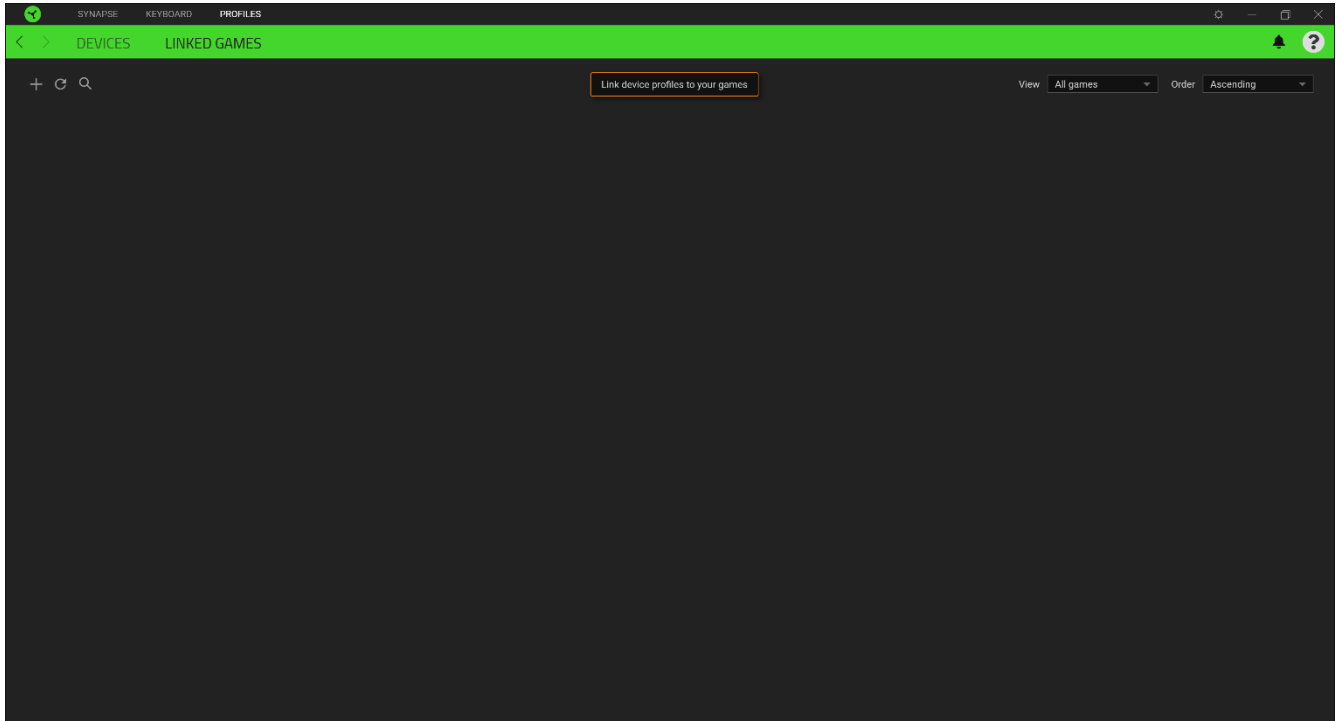 SYNAPSE KEYBOARD PROFILES
DEVICES LINKED GAMES ?
Link device profiles to your games View All games Order Ascending